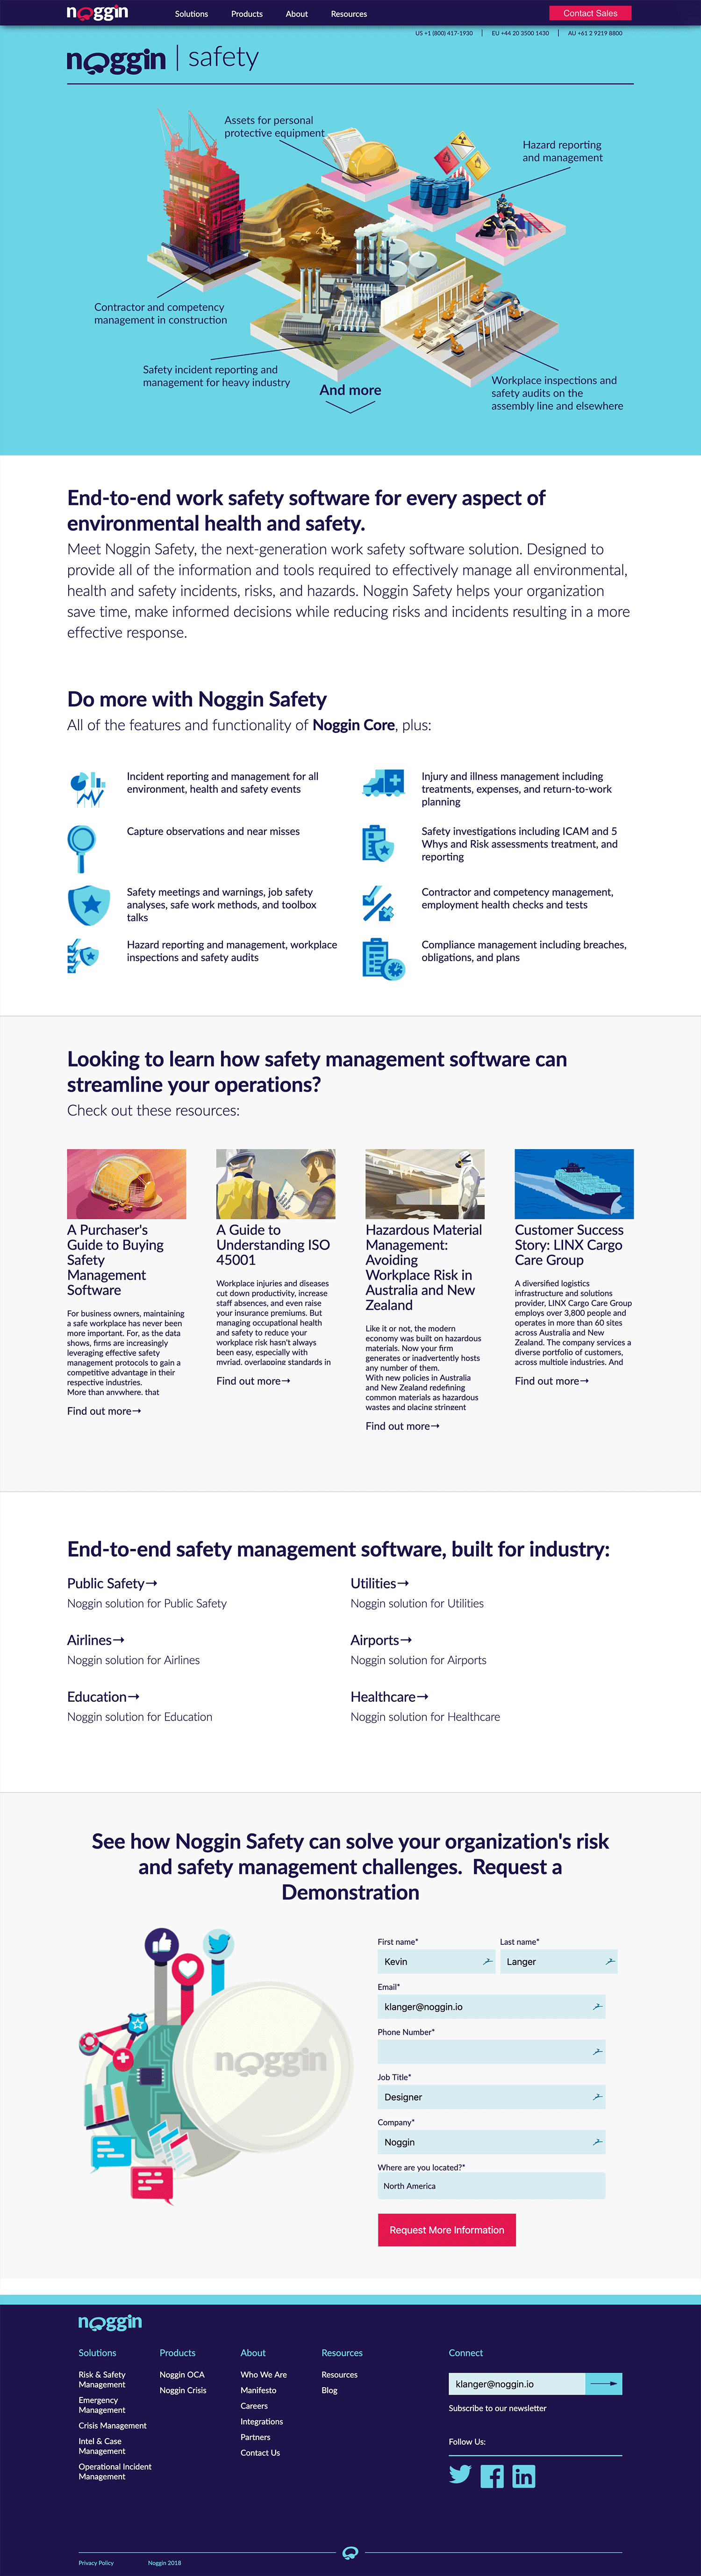 noggin
Solutions Products About Resources
Contact Sales
US +1 (800) 417-1930 | EU +44 20 3500 1430 | AU +61 2 9219 8800
noggin | safety
Assets for personal
protective equipment
Hazard reporting
and management
Contractor and competency
management in construction
Safety incident reporting and
management for heavy industry
And more
Workplace inspections and
safety audits on the
assembly line and elsewhere
End-to-end work safety software for every aspect of
environmental health and safety.
Meet Noggin Safety, the next-generation work safety software solution. Designed to
provide all of the information and tools required to effectively manage all environmental,
health and safety incidents, risks, and hazards. Noggin Safety helps your organization
save time, make informed decisions while reducing risks and incidents resulting in a more
effective response.
Do more with Noggin Safety
All of the features and functionality of Noggin Core, plus:
Incident reporting and management for all
environment, health and safety events
Injury and illness management including
treatments, expenses, and return-to-work
planning
Capture observations and near misses
Safety investigations including ICAM and 5
Whys and Risk assessments treatment, and
reporting
Safety meetings and warnings, job safety
analyses, safe work methods, and toolbox
talks
Contractor and competency management,
employment health checks and tests
Hazard reporting and management, workplace
inspections and safety audits
Compliance management including breaches,
obligations, and plans
Looking to learn how safety management software can
streamline your operations?
Check out these resources:
A Purchaser's
Guide to Buying
Safety
Management
Software
For business owners, maintaining
a safe workplace has never been
more important. For, as the data
shows, firms are increasingly
leveraging effective safety
management protocols to gain a
competitive advantage in their
respective industries.
More than anywhere, that
Find out more→
A Guide to
Understanding ISO
45001
Workplace injuries and diseases
cut down productivity, increase
staff absences, and even raise
your insurance premiums. But
managing occupational health
and safety to reduce your
workplace risk hasn't always
been easy, especially with
myriad, overlapping standards in
Find out more→
Hazardous Material
Management:
Avoiding
Workplace Risk in
Australia and New
Zealand
Like it or not, the modern
economy was built on hazardous
materials. Now your firm
generates or inadvertently hosts
any number of them.
With new policies in Australia
and New Zealand redefining
common materials as hazardous
wastes and placing stringent
Find out more→
Customer Success
Story: LINX Cargo
Care Group
A diversified logistics
infrastructure and solutions
provider, LINX Cargo Care Group
employs over 3,800 people and
operates in more than 60 sites
across Australia and New
Zealand. The company services a
diverse portfolio of customers,
across multiple industries. And
Find out more→
End-to-end safety management software, built for industry:
Public Safety→
Noggin solution for Public Safety
Utilities→
Noggin solution for Utilities
Airlines→
Noggin solution for Airlines
Airports→
Noggin solution for Airports
Education→
Noggin solution for Education
Healthcare→
Noggin solution for Healthcare
See how Noggin Safety can solve your organization's risk
and safety management challenges. Request a
Demonstration
noggin
First name* Last name*
Kevin Langer
Email*
klanger@noggin.io
Phone Number*
Job Title*
Designer
Company*
Noggin
Where are you located?*
North America
Request More Information
noggin
Solutions
Risk & Safety
Management
Emergency
Management
Crisis Management
Intel & Case
Management
Operational Incident
Management
Products
Noggin OCA
Noggin Crisis
About
Who We Are
Manifesto
Careers
Integrations
Partners
Contact Us
Resources
Resources
Blog
Connect
klanger@noggin.io
Subscribe to our newsletter
Follow Us:
Privacy Policy Noggin 2018